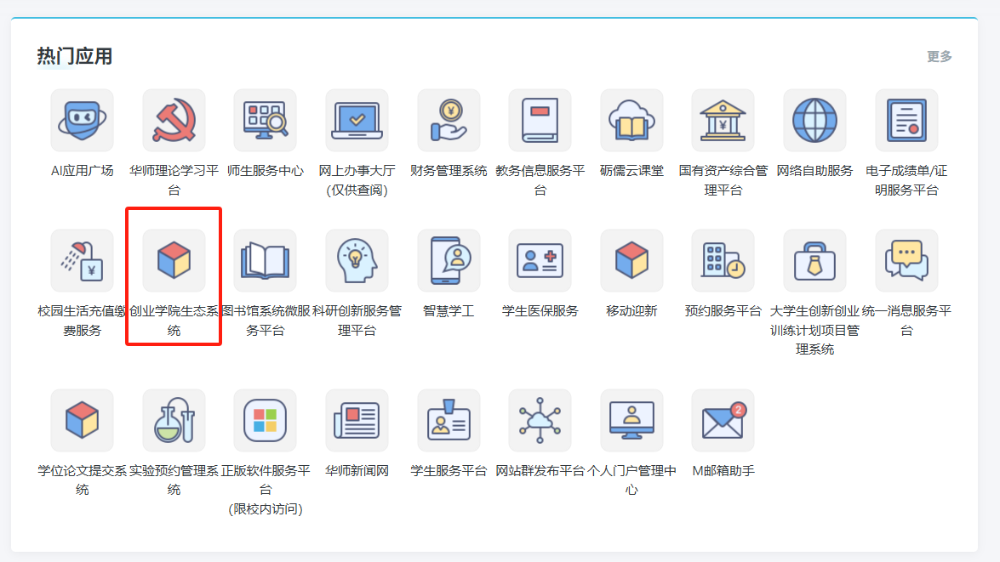 热门应用
更多
AI应用广场
华师理论学习平
台
师生服务中心
网上办事大厅
(仅供查阅)
财务管理系统
教务信息服务平
台
砺儒云课堂
国有资产综合管
理平台
网络自助服务
电子成绩单/证
明服务平台
校园生活充值缴
费服务
创业学院生态系
统
图书馆系统微服
务平台
科研创新服务管
理平台
智慧学工
学生医保服务
移动迎新
预约服务平台
大学生创新创业
训练计划项目管
理系统
统一消息服务平
台
学位论文提交系
统
实验预约管理系
统
正版软件服务平
台
(限校内访问)
华师新闻网
学生服务平台
网站群发布平台
个人门户管理中
心
2
M邮箱助手